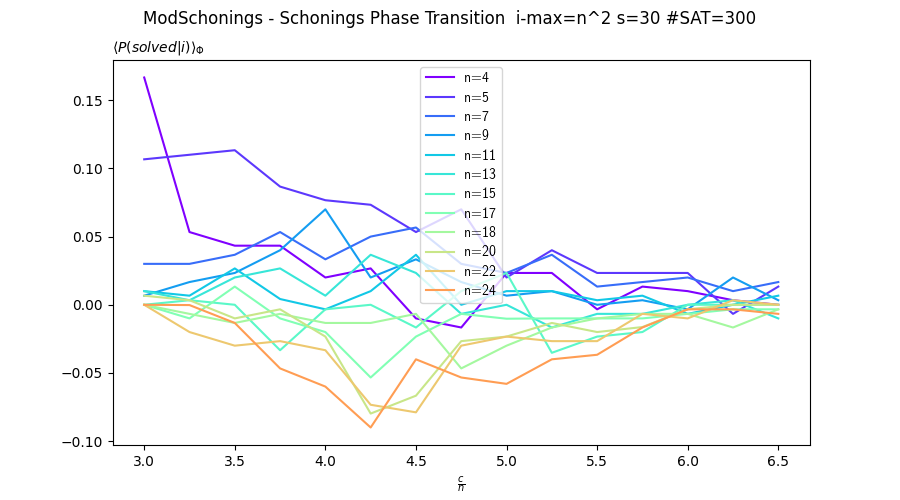 ModSchonings - Schonings Phase Transition  i-max=n^2 s=30 #SAT=300
⟨P(solved|i)⟩Φ
0.15
0.10
0.05
0.00
−0.05
−0.10
n=4
n=5
n=7
n=9
n=11
n=13
n=15
n=17
n=18
n=20
n=22
n=24
3.0 3.5 4.0 4.5 5.0 5.5 6.0 6.5
c/n